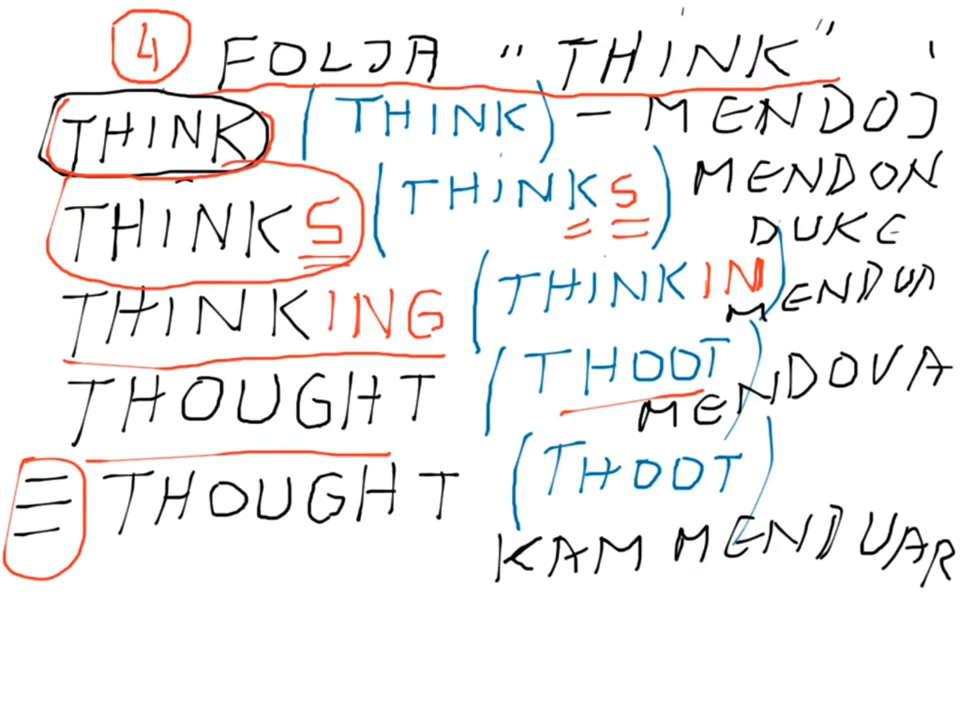 4 FOLJA "THINK"
THINK (THINK) - MENDOJ
THINKS (THINKS) MENDON
THINKING (THINKIN) DUKE MENDUA
THOUGHT (THOOT) MENDOVA
THOUGHT (THOOT) KAM MENDUAR